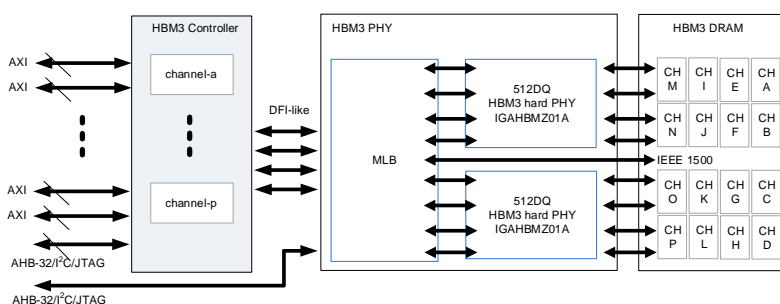 HBM3 Controller
HBM3 PHY
HBM3 DRAM
AXI
AXI
channel-a
DFI-like
AXI
AXI
channel-p
AHB-32/I²C/JTAG
AHB-32/I²C/JTAG
MLB
512DQ
HBM3 hard PHY
IGAHBMZ01A
512DQ
HBM3 hard PHY
IGAHBMZ01A
CH M CH I CH E CH A
CH N CH J CH F CH B
IEEE 1500
CH O CH K CH G CH C
CH P CH L CH H CH D